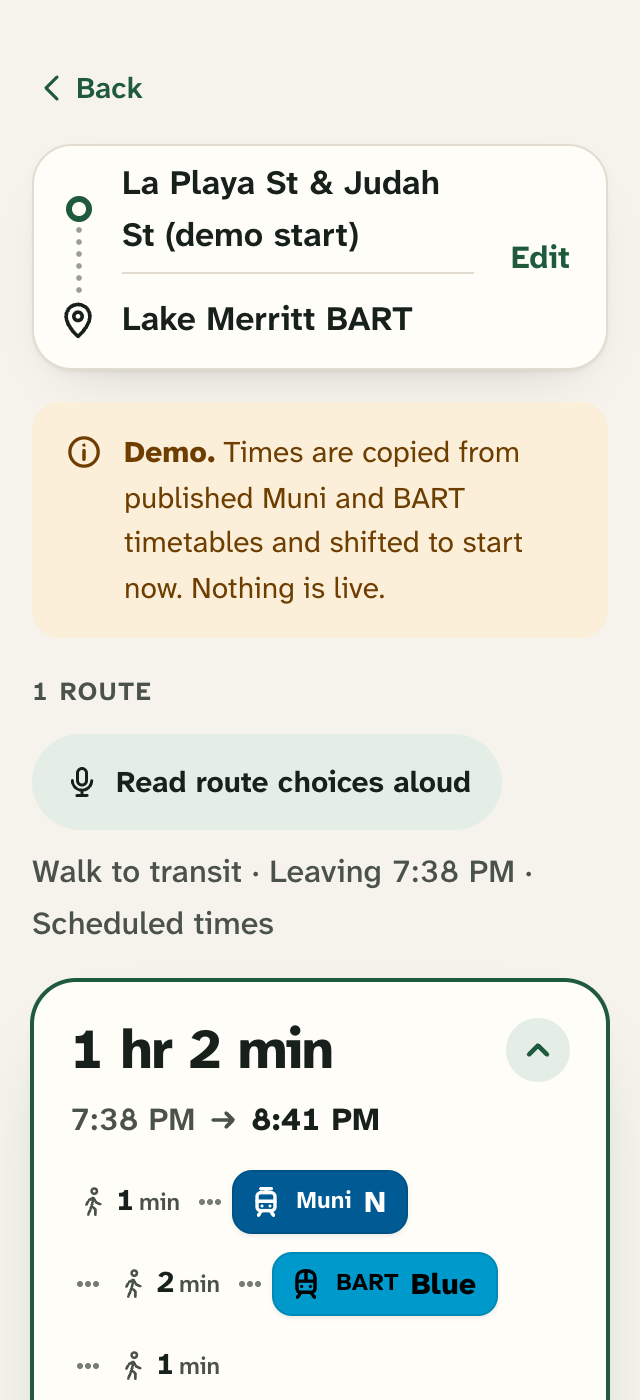 Back
La Playa St & Judah
St (demo start)
Edit
Lake Merritt BART
Demo. Times are copied from
published Muni and BART
timetables and shifted to start
now. Nothing is live.
1 ROUTE
Read route choices aloud
Walk to transit · Leaving 7:38 PM ·
Scheduled times
1 hr 2 min
7:38 PM → 8:41 PM
1 min ••• Muni N
••• 2 min ••• BART Blue
••• 1 min